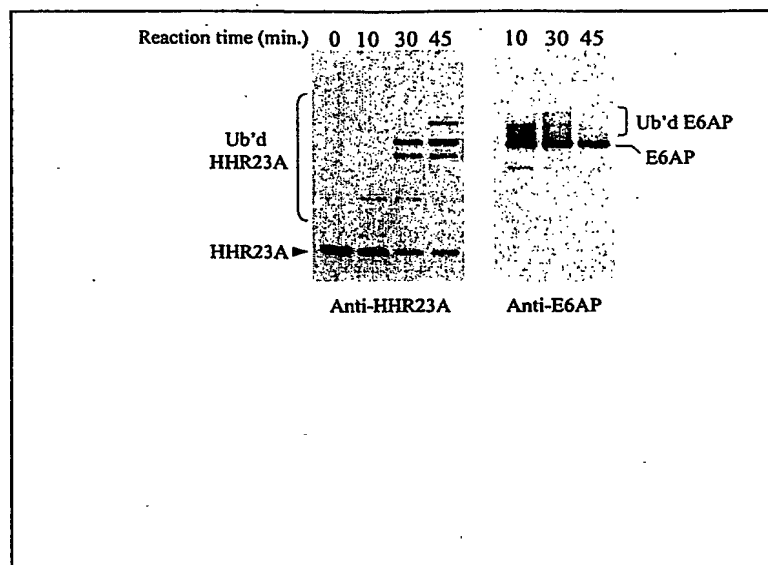 Reaction time (min.) 0 10 30 45 10 30 45
Ub'd HHR23A
Ub'd E6AP
E6AP
HHR23A
Anti-HHR23A Anti-E6AP